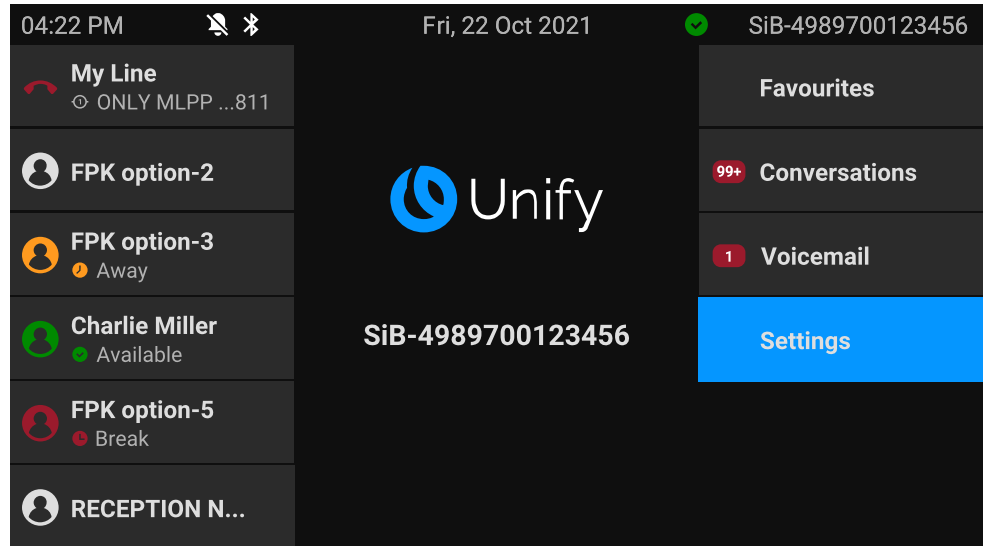 04:22 PM
Fri, 22 Oct 2021
SiB-4989700123456
My Line
ONLY MLPP ...811
FPK option-2
FPK option-3
Away
Charlie Miller
Available
FPK option-5
Break
RECEPTION N...
Unify
SiB-4989700123456
Favourites
99+ Conversations
1 Voicemail
Settings